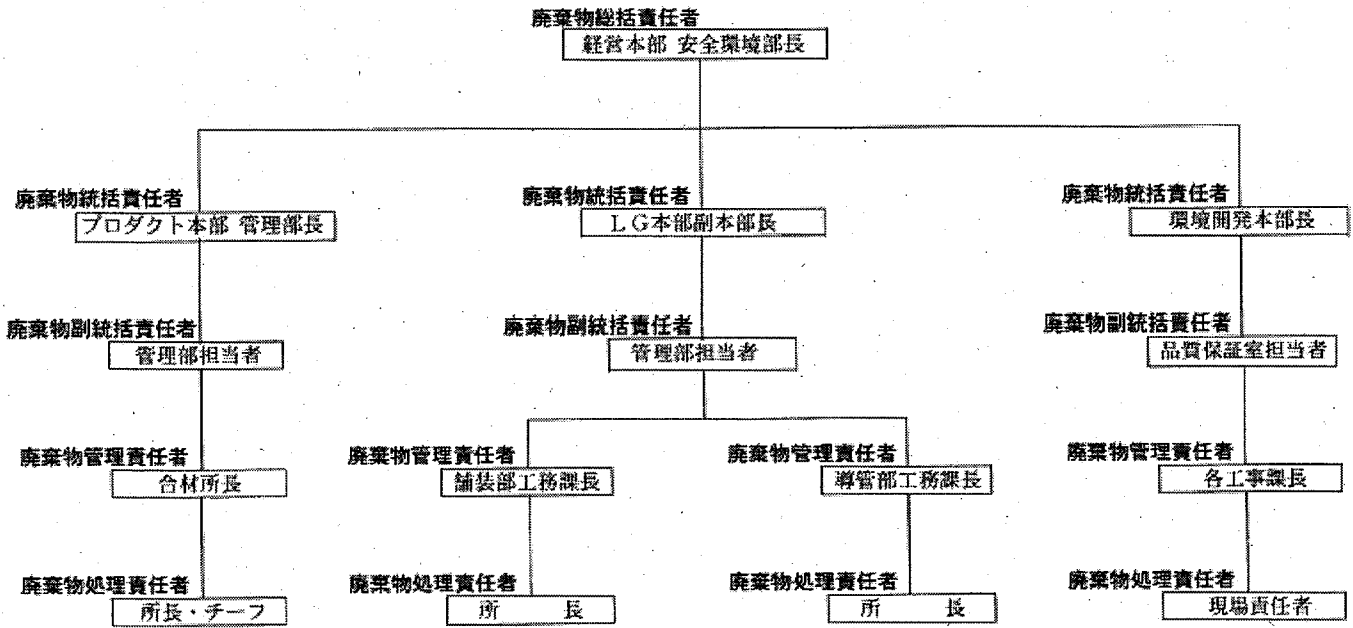 廃棄物総括責任者
経営本部 安全環境部長
廃棄物統括責任者
廃棄物統括責任者
廃棄物統括責任者
プロダクト本部 管理部長
LG本部副本部長
環境開発本部長
廃棄物副統括責任者
廃棄物副統括責任者
廃棄物副統括責任者
管理部担当者
管理部担当者
品質保証室担当者
廃棄物管理責任者
廃棄物管理責任者
廃棄物管理責任者
廃棄物管理責任者
合材所長
舗装部工務課長
導管部工務課長
各工事課長
廃棄物処理責任者
廃棄物処理責任者
廃棄物処理責任者
廃棄物処理責任者
所長・チーフ
所 長
所 長
現場責任者